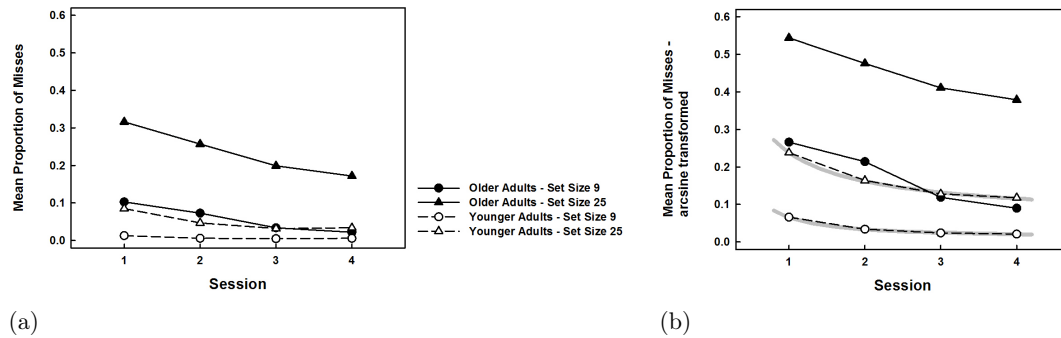 0.6
0.5
0.4
0.3
0.2
0.1
0.0
Mean Proportion of Misses
1 2 3 4
Session
(a)
Older Adults - Set Size 9
Older Adults - Set Size 25
Younger Adults - Set Size 9
Younger Adults - Set Size 25
0.6
0.5
0.4
0.3
0.2
0.1
0.0
Mean Proportion of Misses -
arcsine transformed
1 2 3 4
Session
(b)